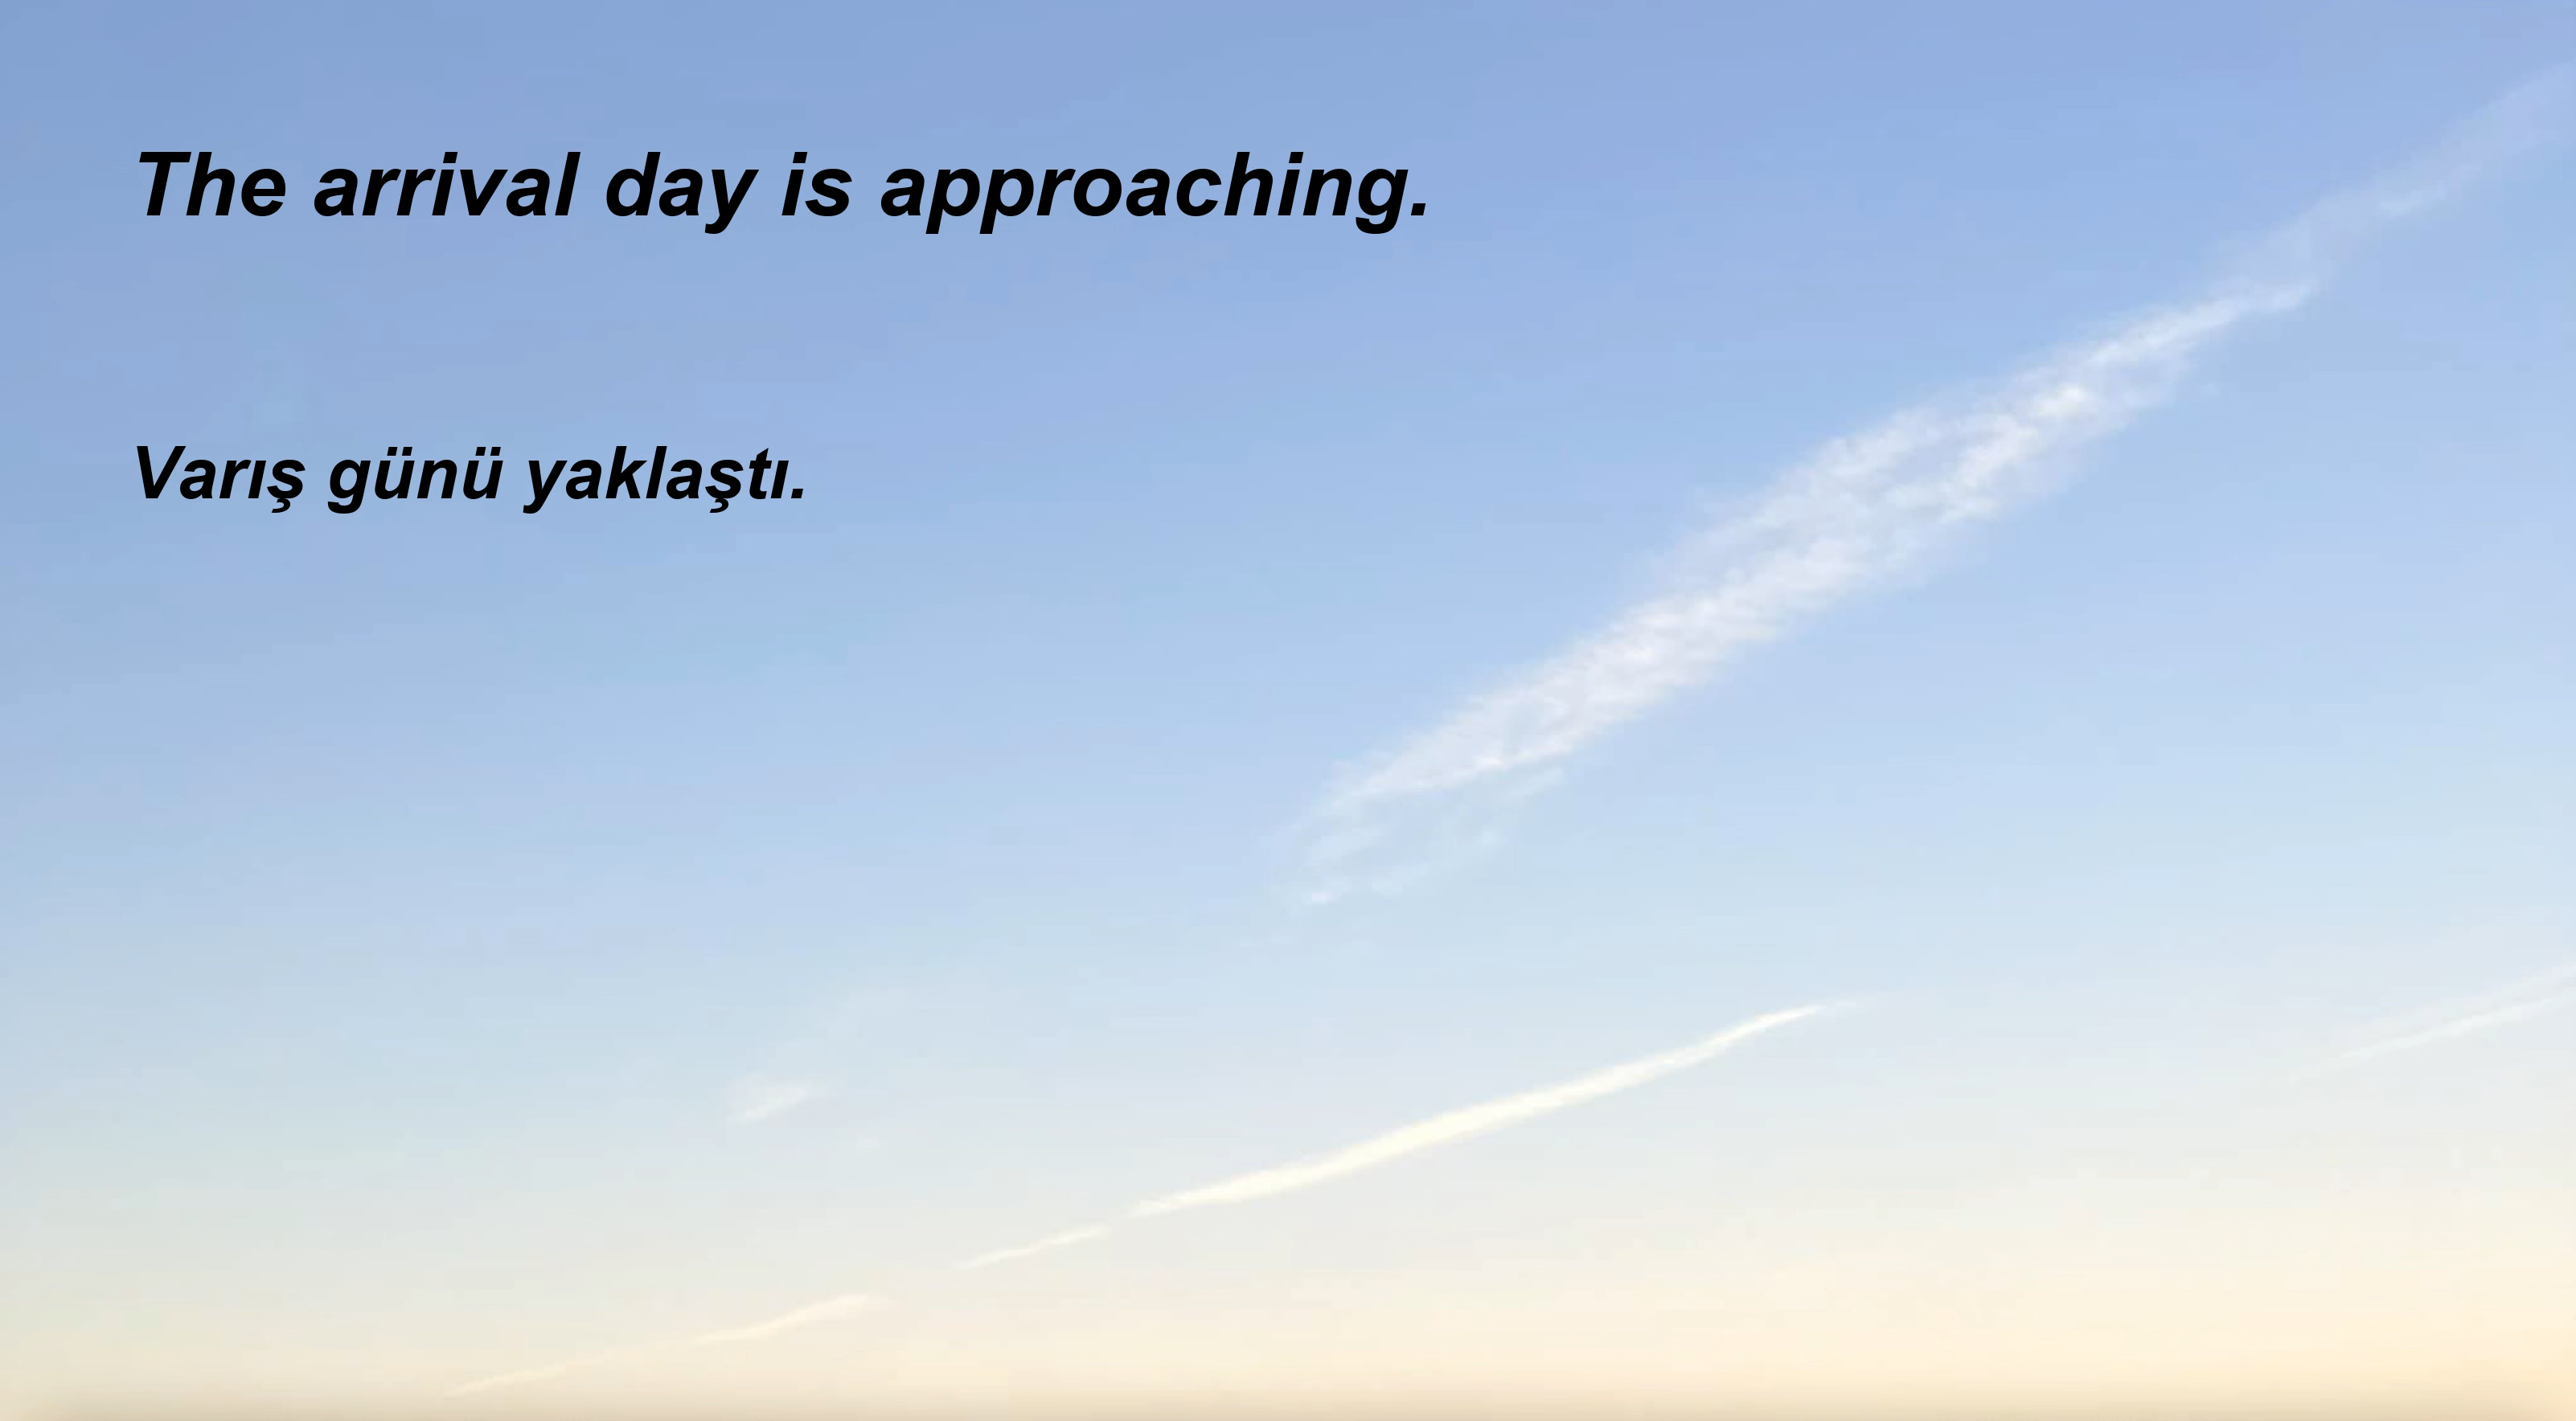 The arrival day is approaching.
Varış günü yaklaştı.